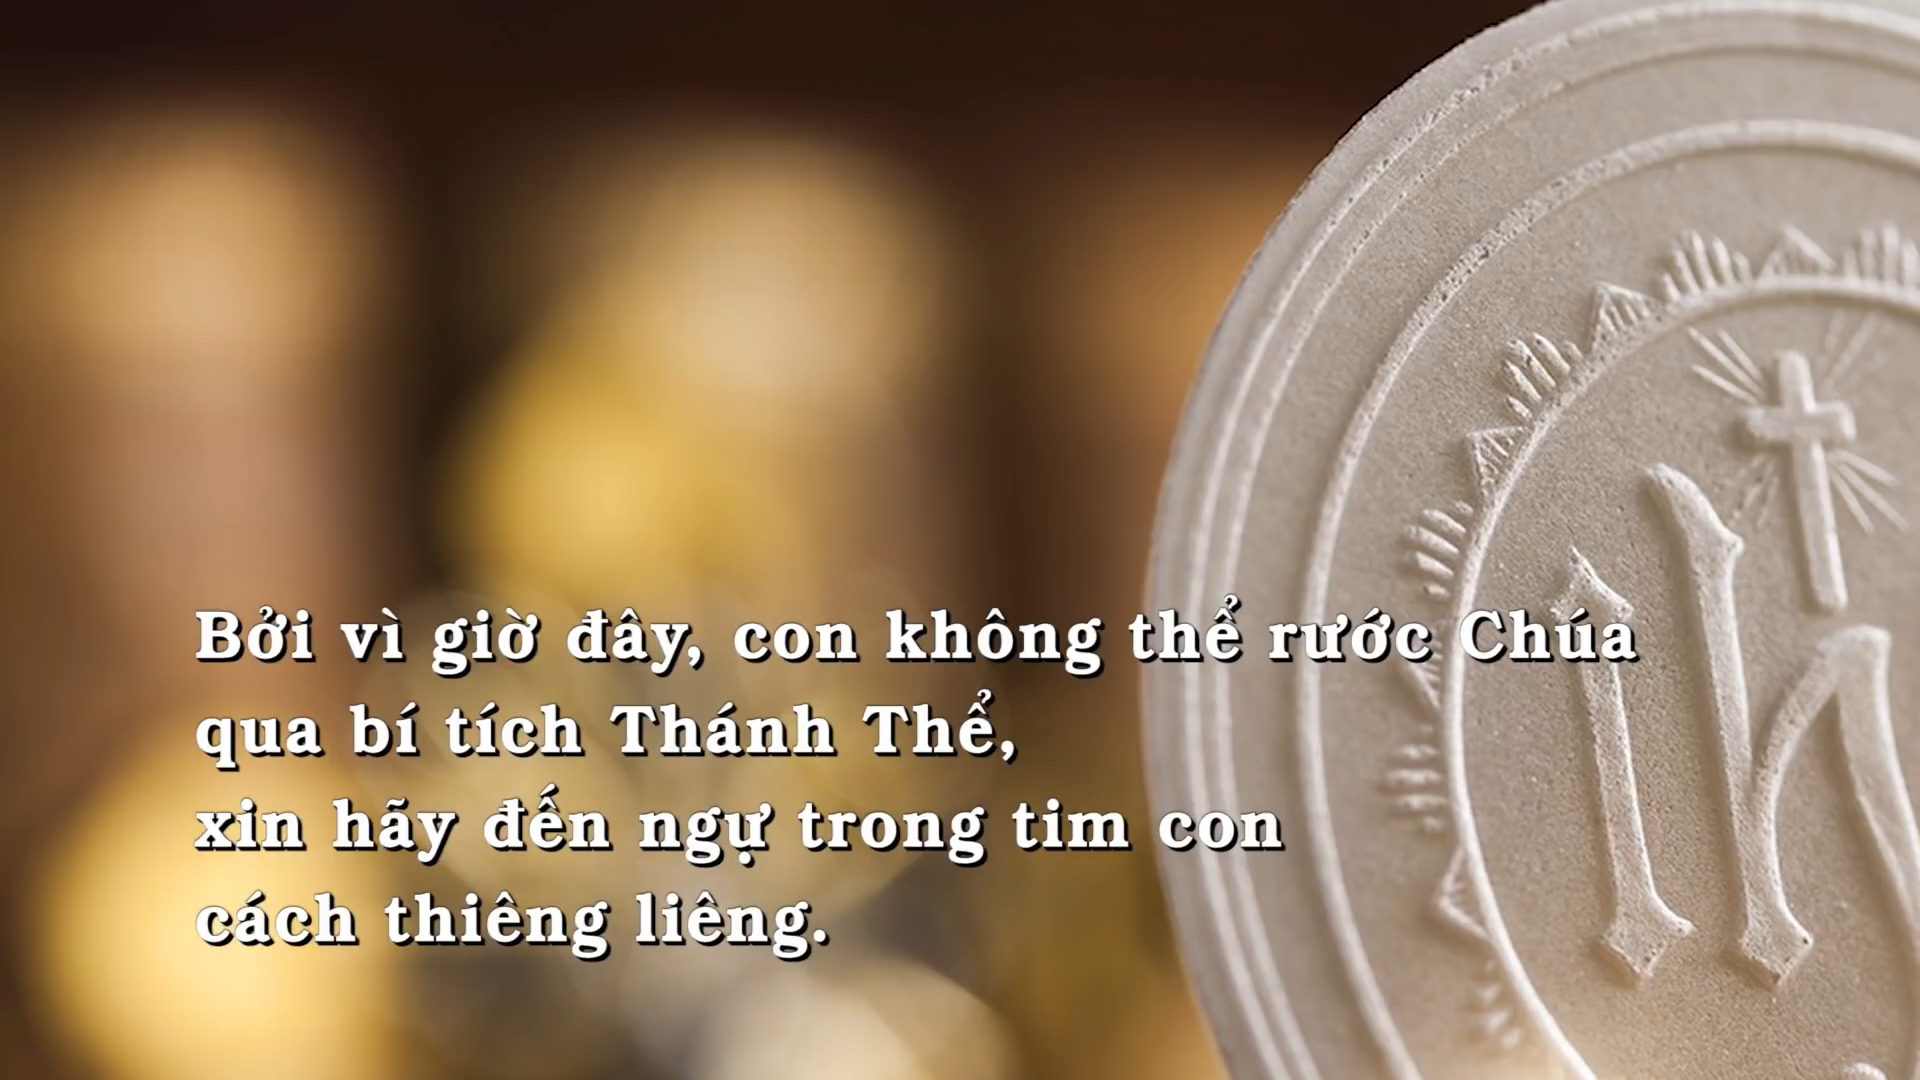 Bởi vì giờ đây, con không thể rước Chúa
qua bí tích Thánh Thể,
xin hãy đến ngự trong tim con
cách thiêng liêng.